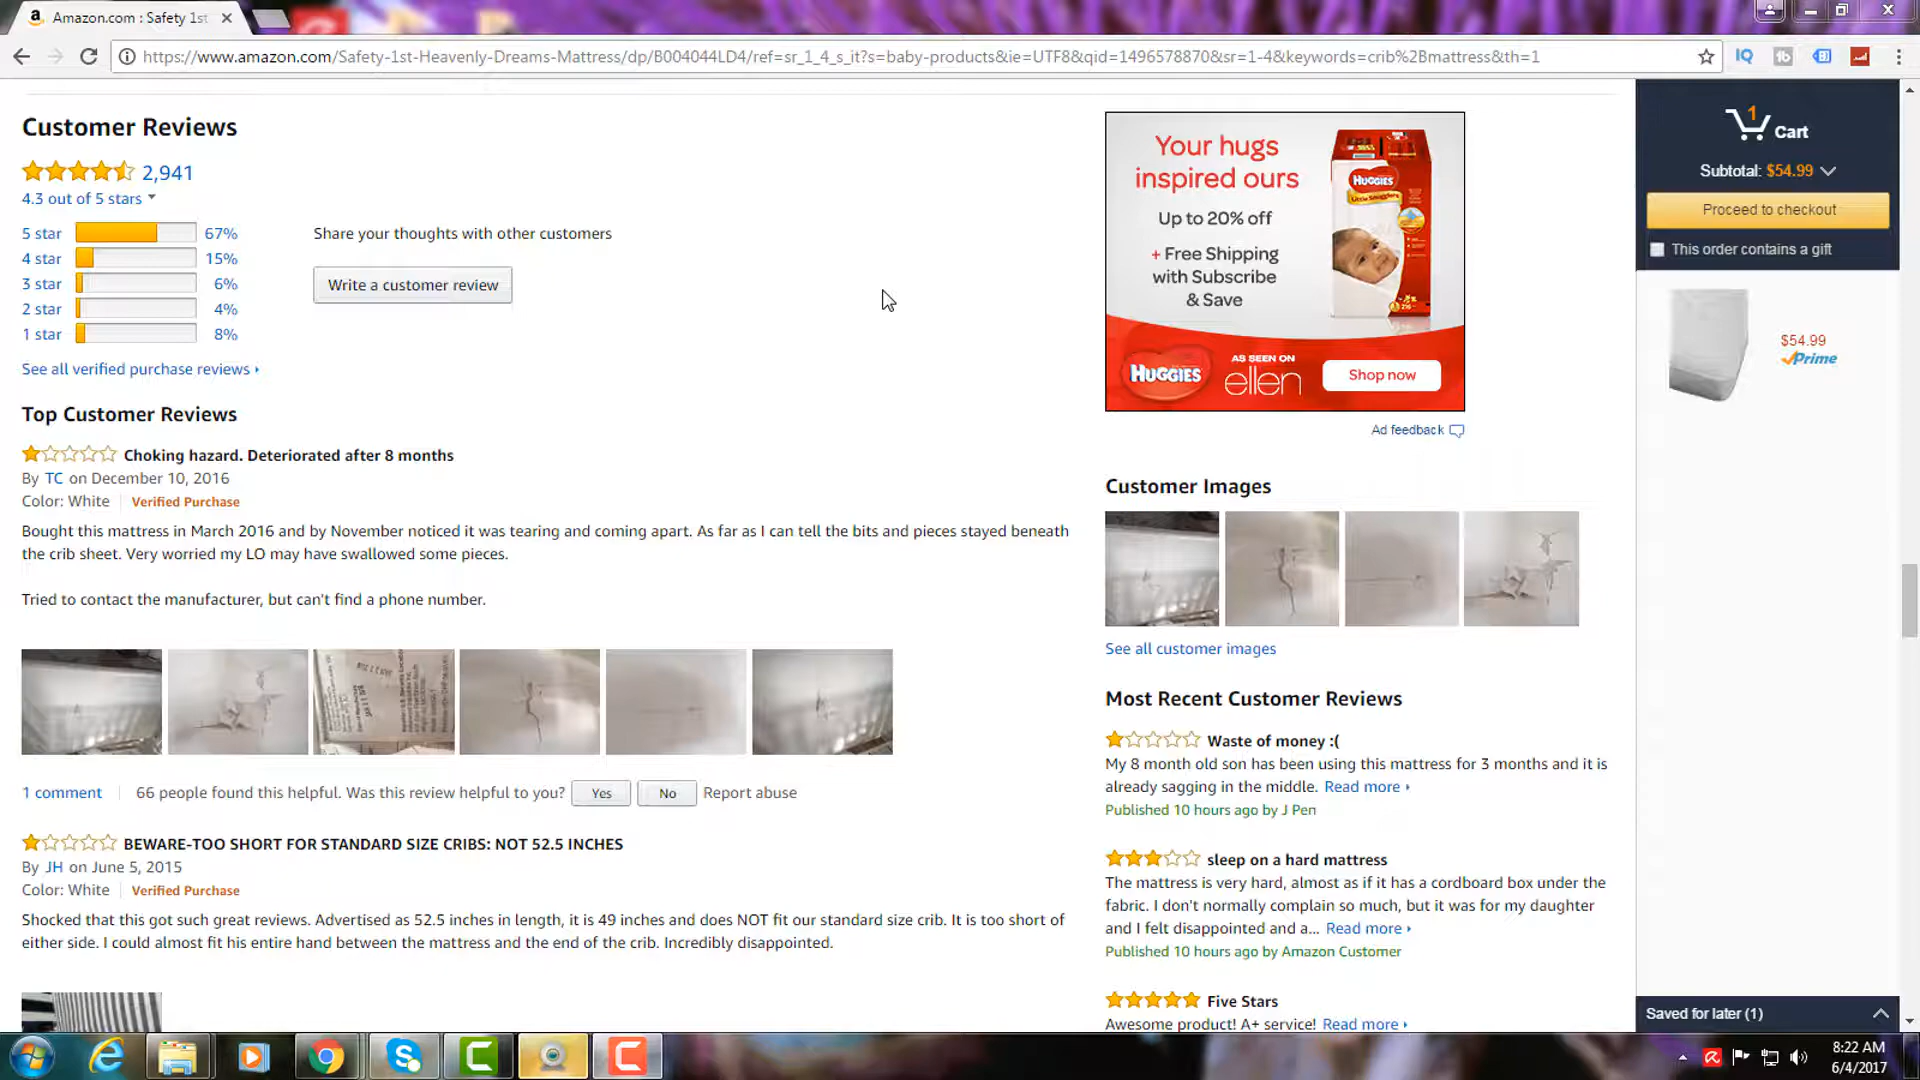 Amazon.com : Safety 1st
https://www.amazon.com/Safety-1st-Heavenly-Dreams-Mattress/dp/B004044LD4/ref=sr_1_4_s_it?s=baby-products&ie=UTF8&qid=1496578870&sr=1-4&keywords=crib%2Bmattress&th=1
Customer Reviews
2,941
4.3 out of 5 stars
5 star 67%
4 star 15%
3 star 6%
2 star 4%
1 star 8%
Share your thoughts with other customers
Write a customer review
See all verified purchase reviews
Top Customer Reviews
Choking hazard. Deteriorated after 8 months
By TC on December 10, 2016
Color: White Verified Purchase
Bought this mattress in March 2016 and by November noticed it was tearing and coming apart. As far as I can tell the bits and pieces stayed beneath
the crib sheet. Very worried my LO may have swallowed some pieces.
Tried to contact the manufacturer, but can't find a phone number.
1 comment 66 people found this helpful. Was this review helpful to you? Yes No Report abuse
BEWARE-TOO SHORT FOR STANDARD SIZE CRIBS: NOT 52.5 INCHES
By JH on June 5, 2015
Color: White Verified Purchase
Shocked that this got such great reviews. Advertised as 52.5 inches in length, it is 49 inches and does NOT fit our standard size crib. It is too short of
either side. I could almost fit his entire hand between the mattress and the end of the crib. Incredibly disappointed.
Your hugs
inspired ours
Up to 20% off
+ Free Shipping
with Subscribe
& Save
HUGGIES
Little Snugglers
HUGGIES
AS SEEN ON
ellen
Shop now
Ad feedback
Customer Images
See all customer images
Most Recent Customer Reviews
Waste of money :(
My 8 month old son has been using this mattress for 3 months and it is
already sagging in the middle. Read more
Published 10 hours ago by J Pen
sleep on a hard mattress
The mattress is very hard, almost as if it has a cordboard box under the
fabric. I don't normally complain so much, but it was for my daughter
and I felt disappointed and a... Read more
Published 10 hours ago by Amazon Customer
Five Stars
Awesome product! A+ service! Read more
1
Cart
Subtotal: $54.99
Proceed to checkout
This order contains a gift
$54.99
Prime
Saved for later (1)
8:22 AM
6/4/2017